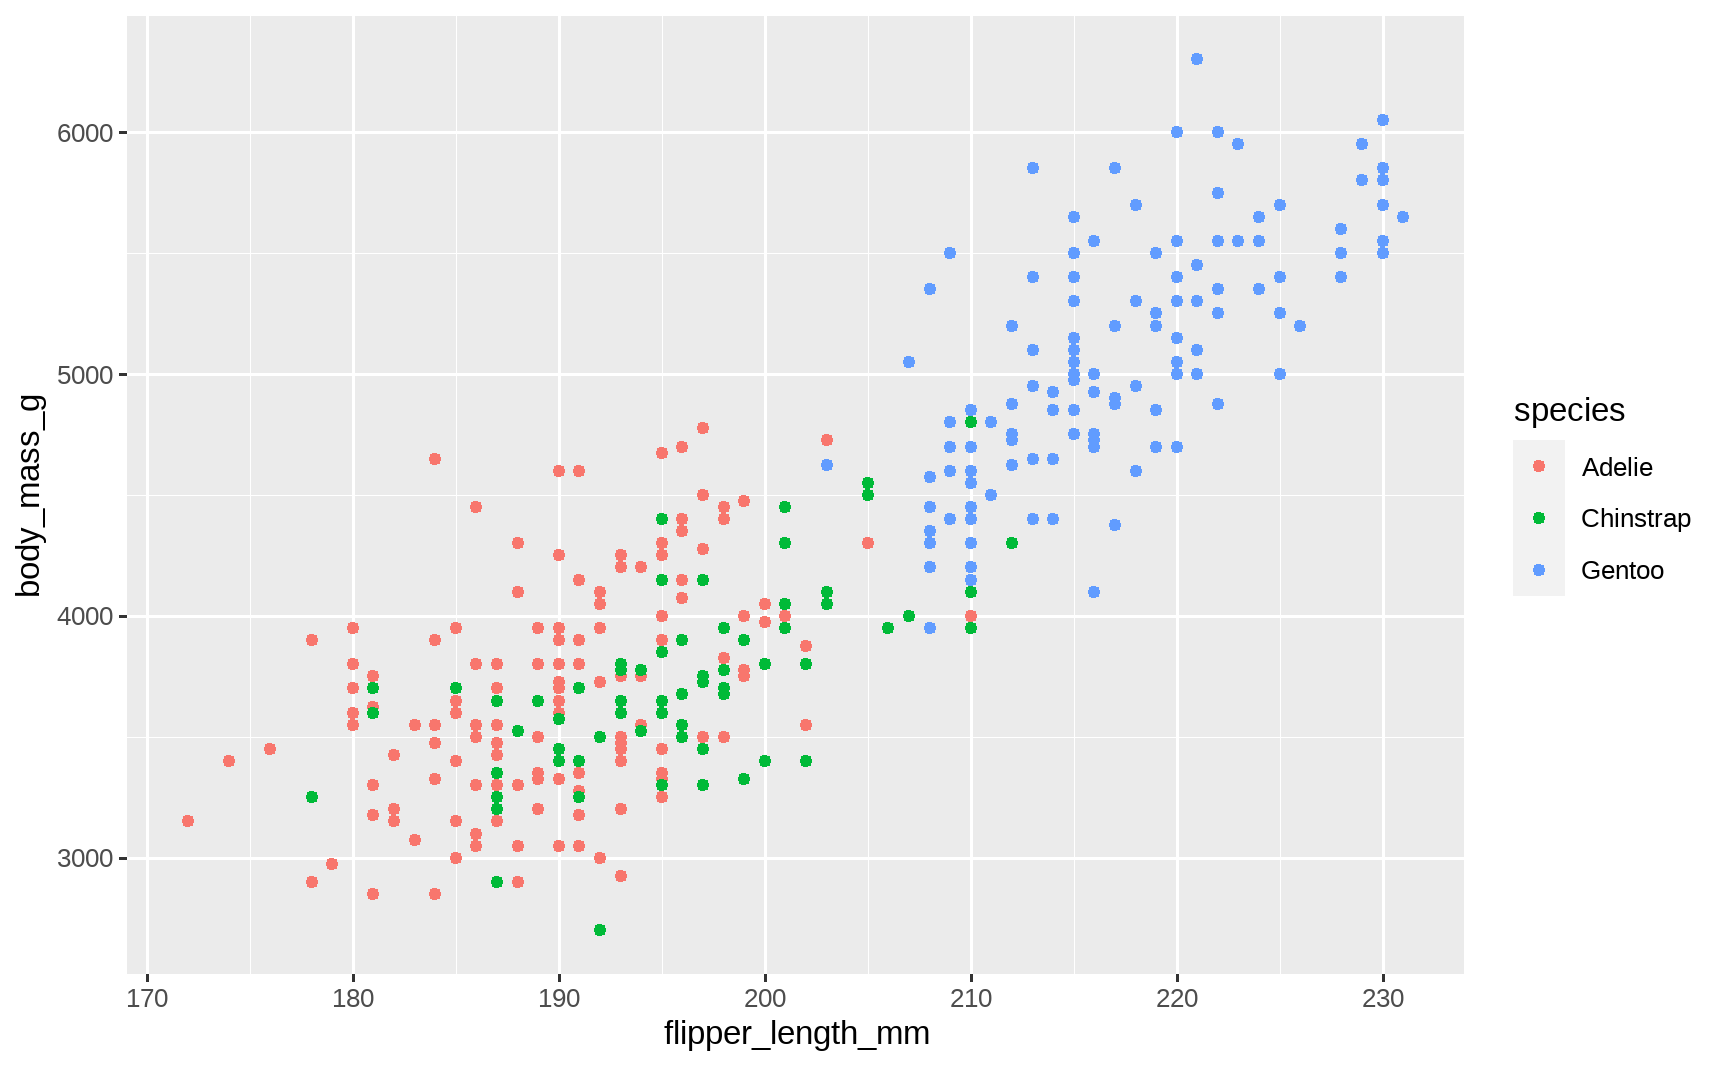 6000
5000
4000
3000
body_mass_g
170 180 190 200 210 220 230
flipper_length_mm
species
Adelie
Chinstrap
Gentoo